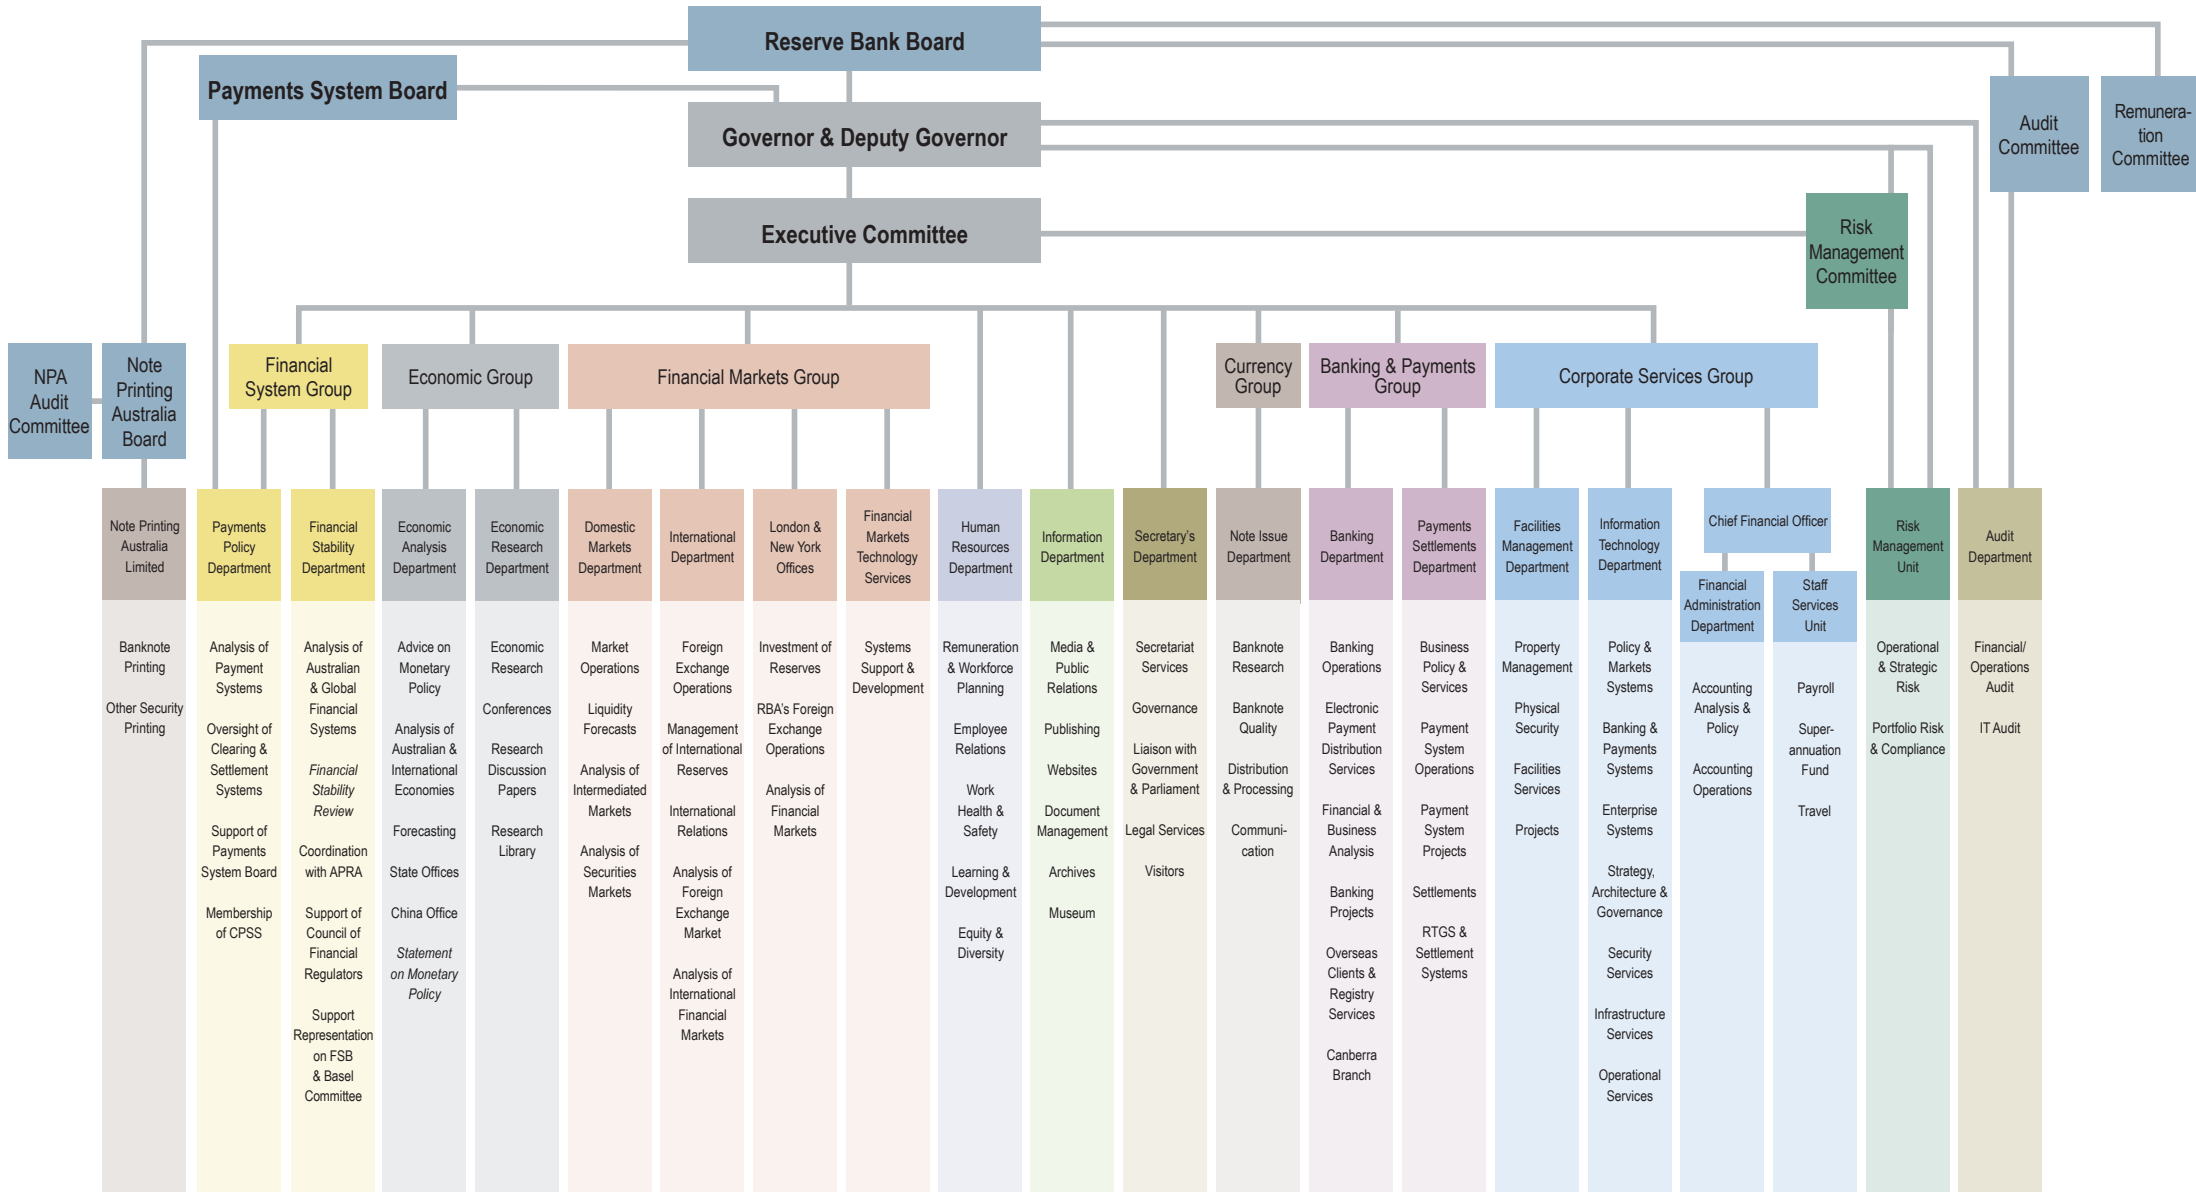 Reserve Bank Board
Payments System Board
Governor & Deputy Governor
Audit
Committee
Remunera-
tion
Committee
Executive Committee
Risk
Management
Committee
NPA
Audit
Committee
Note
Printing
Australia
Board
Financial
System Group
Economic Group
Financial Markets Group
Currency
Group
Banking & Payments
Group
Corporate Services Group
Note Printing
Australia
Limited
Banknote
Printing
Other Security
Printing
Payments
Policy
Department
Analysis of
Payment
Systems
Oversight of
Clearing &
Settlement
Systems
Support of
Payments
System Board
Membership
of CPSS
Financial
Stability
Department
Analysis of
Australian
& Global
Financial
Systems
Financial
Stability
Review
Coordination
with APRA
Support of
Council of
Financial
Regulators
Support
Representation
on FSB
& Basel
Committee
Economic
Analysis
Department
Advice on
Monetary
Policy
Analysis of
Australian &
International
Economies
Forecasting
State Offices
China Office
Statement
on Monetary
Policy
Economic
Research
Department
Economic
Research
Conferences
Research
Discussion
Papers
Research
Library
Domestic
Markets
Department
Market
Operations
Liquidity
Forecasts
Analysis of
Intermediated
Markets
Analysis of
Securities
Markets
International
Department
Foreign
Exchange
Operations
Management
of International
Reserves
International
Relations
Analysis of
Foreign
Exchange
Market
Analysis of
International
Financial
Markets
London &
New York
Offices
Investment of
Reserves
RBA's Foreign
Exchange
Operations
Analysis of
Financial
Markets
Financial
Markets
Technology
Services
Systems
Support &
Development
Human
Resources
Department
Remuneration
& Workforce
Planning
Employee
Relations
Work
Health &
Safety
Learning &
Development
Equity &
Diversity
Information
Department
Media &
Public
Relations
Publishing
Websites
Document
Management
Archives
Museum
Secretary's
Department
Secretariat
Services
Governance
Liaison with
Government
& Parliament
Legal Services
Visitors
Note Issue
Department
Banknote
Research
Banknote
Quality
Distribution
& Processing
Communi-
cation
Banking
Department
Banking
Operations
Electronic
Payment
Distribution
Services
Financial &
Business
Analysis
Banking
Projects
Overseas
Clients &
Registry
Services
Canberra
Branch
Payments
Settlements
Department
Business
Policy &
Services
Payment
System
Operations
Payment
System
Projects
Settlements
RTGS &
Settlement
Systems
Facilities
Management
Department
Property
Management
Physical
Security
Facilities
Services
Projects
Information
Technology
Department
Policy &
Markets
Systems
Banking &
Payments
Systems
Enterprise
Systems
Strategy,
Architecture &
Governance
Security
Services
Infrastructure
Services
Operational
Services
Chief Financial Officer
Financial
Administration
Department
Accounting
Analysis &
Policy
Accounting
Operations
Staff
Services
Unit
Payroll
Super-
annuation
Fund
Travel
Risk
Management
Unit
Operational
& Strategic
Risk
Portfolio Risk
& Compliance
Audit
Department
Financial/
Operations
Audit
IT Audit